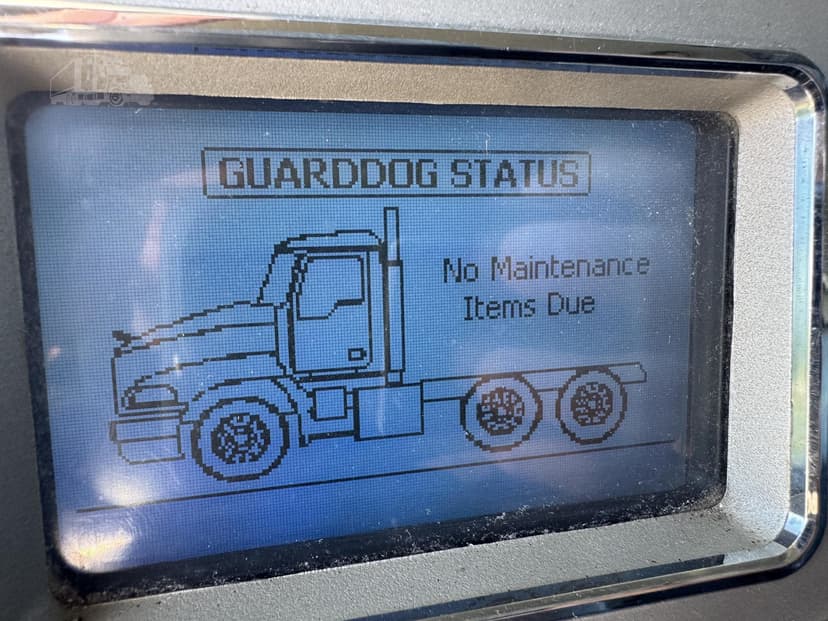 GUARDDOG STATUS
No Maintenance
Items Due